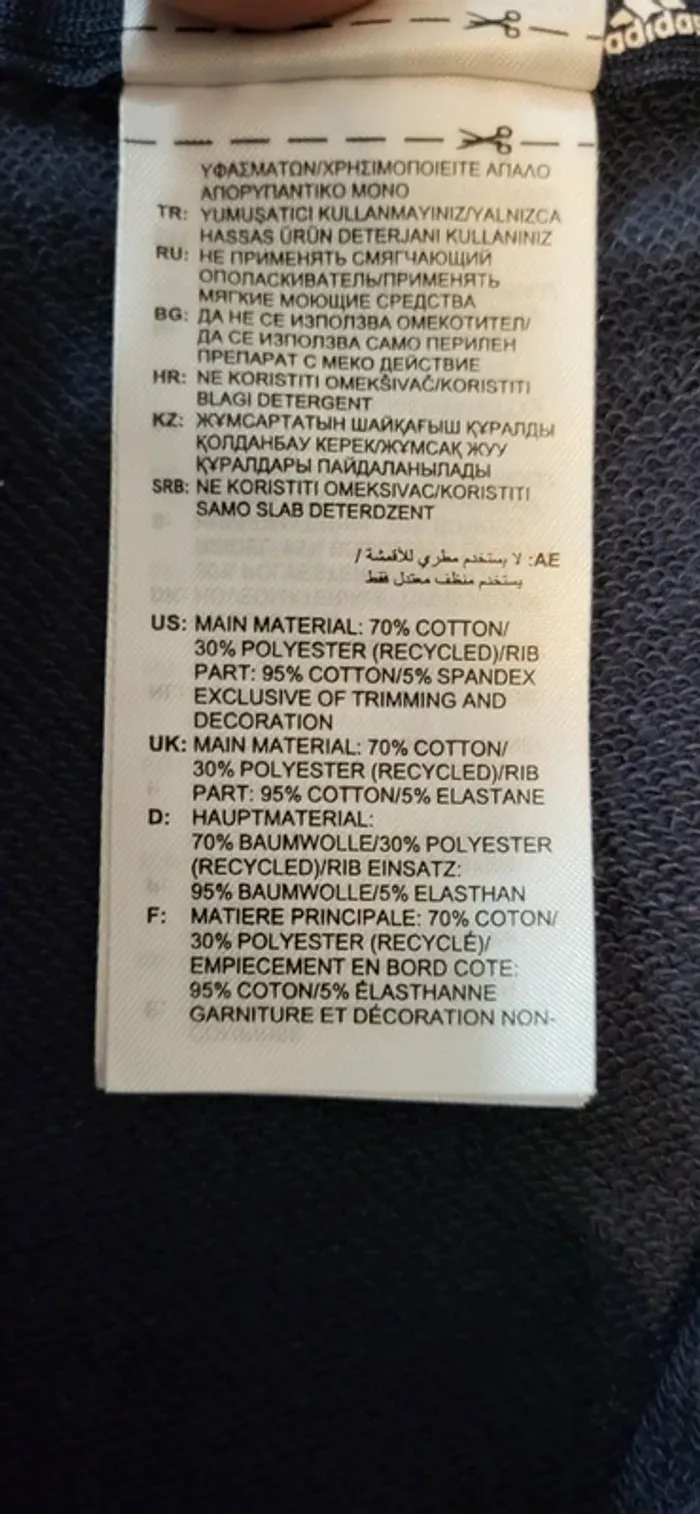 adidas
ΥΦΑΣΜΑΤΩΝ/ΧΡΗΣΙΜΟΠΟΙΕΙΤΕ ΑΠΑΛΟ
ΑΠΟΡΥΠΑΝΤΙΚΟ ΜΟΝΟ
TR: YUMUŞATICI KULLANMAYINIZ/YALNIZCA
HASSAS ÜRÜN DETERJANI KULLANINIZ
RU: НЕ ПРИМЕНЯТЬ СМЯГЧАЮЩИЙ
ОПОЛАСКИВАТЕЛЬ/ПРИМЕНЯТЬ
МЯГКИЕ МОЮЩИЕ СРЕДСТВА
BG: ДА НЕ СЕ ИЗПОЛЗВА ОМЕКОТИТЕЛ/
ДА СЕ ИЗПОЛЗВА САМО ПЕРИЛЕН
ПРЕПАРАТ С МЕКО ДЕЙСТВИЕ
HR: NE KORISTITI OMEKŠIVAČ/KORISTITI
BLAGI DETERGENT
KZ: ЖҰМСАРТАТЫН ШАЙҚАҒЫШ ҚҰРАЛДЫ
ҚОЛДАНБАУ КЕРЕК/ЖҰМСАҚ ЖУУ
ҚҰРАЛДАРЫ ПАЙДАЛАНЫЛАДЫ
SRB: NE KORISTITI OMEKSIVAC/KORISTITI
SAMO SLAB DETERDZENT
AE: لا يستخدم مطري للأقمشة /
يستخدم منظف معتدل فقط
US: MAIN MATERIAL: 70% COTTON/
30% POLYESTER (RECYCLED)/RIB
PART: 95% COTTON/5% SPANDEX
EXCLUSIVE OF TRIMMING AND
DECORATION
UK: MAIN MATERIAL: 70% COTTON/
30% POLYESTER (RECYCLED)/RIB
PART: 95% COTTON/5% ELASTANE
D: HAUPTMATERIAL:
70% BAUMWOLLE/30% POLYESTER
(RECYCLED)/RIB EINSATZ:
95% BAUMWOLLE/5% ELASTHAN
F: MATIERE PRINCIPALE: 70% COTON/
30% POLYESTER (RECYCLÉ)/
EMPIECEMENT EN BORD COTE:
95% COTON/5% ÉLASTHANNE
GARNITURE ET DÉCORATION NON-